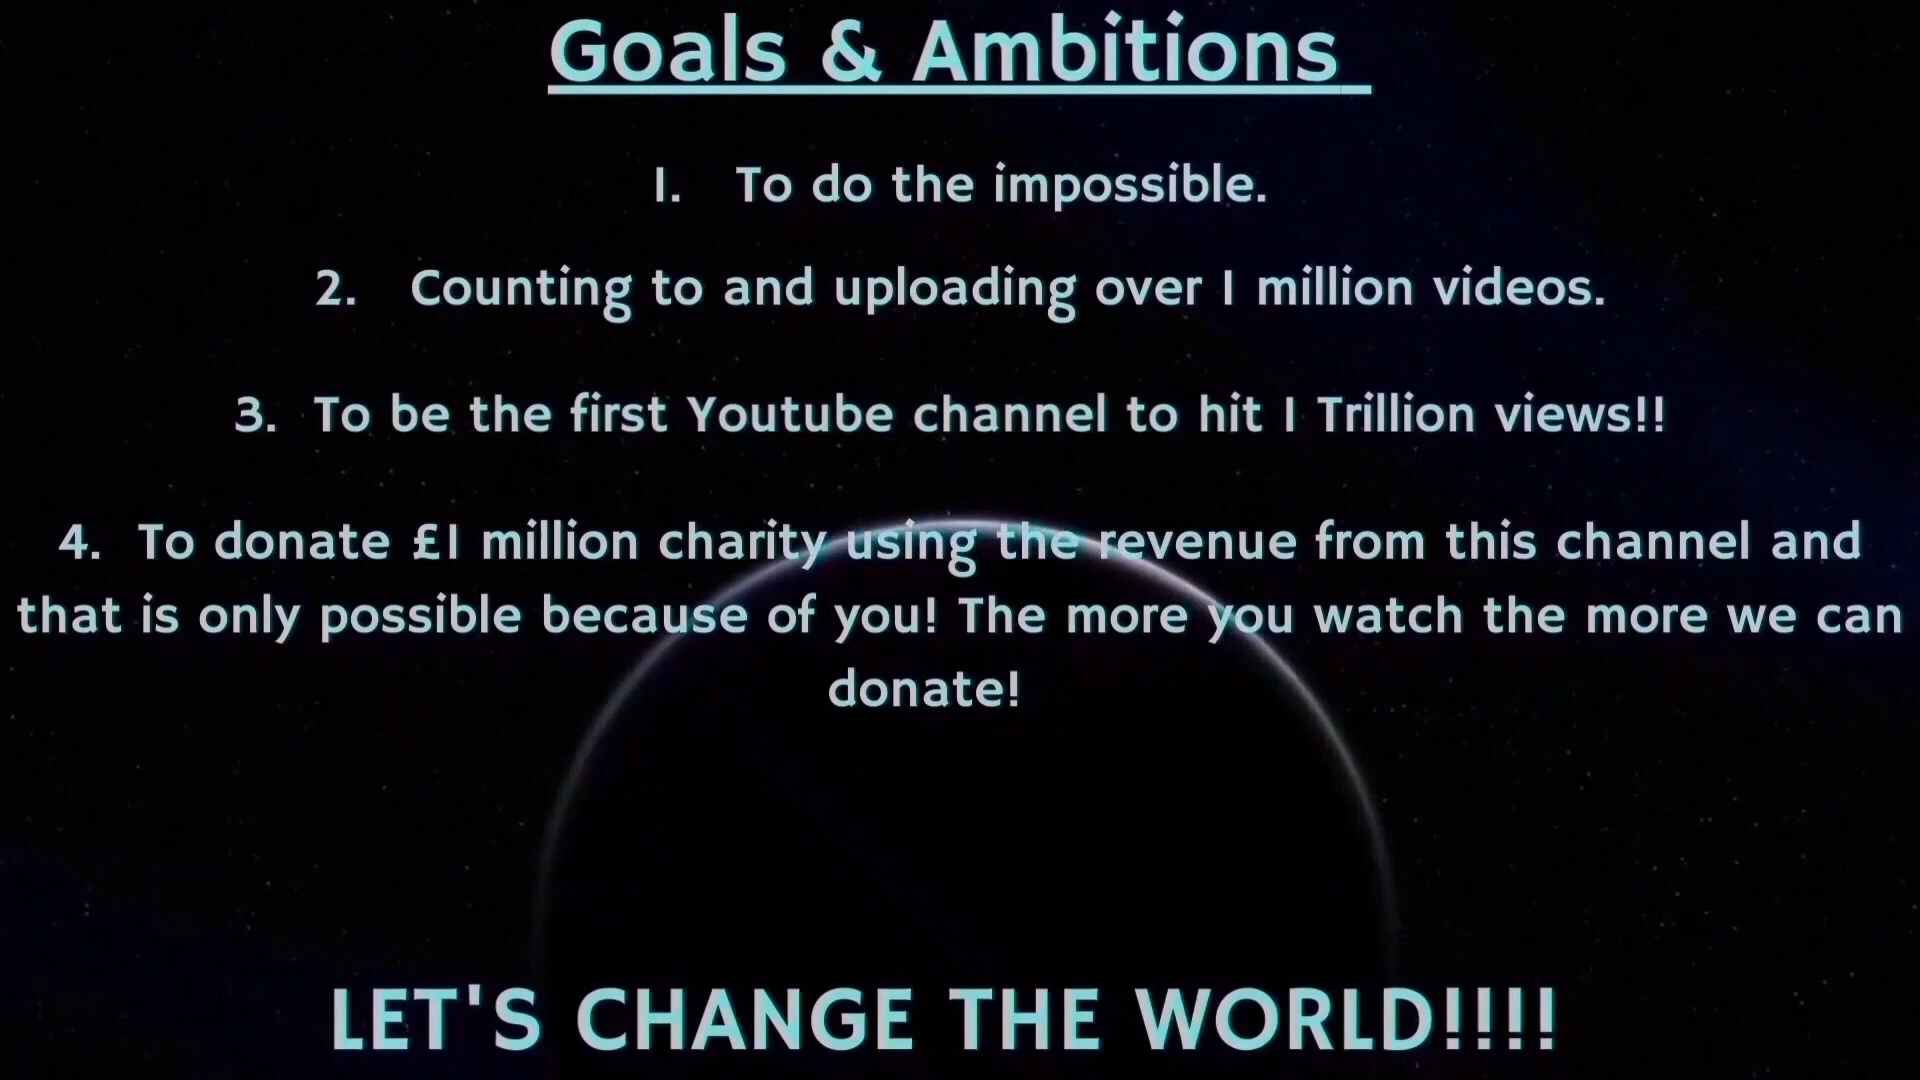 Goals & Ambitions
1. To do the impossible.
2. Counting to and uploading over 1 million videos.
3. To be the first Youtube channel to hit 1 Trillion views!!
4. To donate £1 million charity using the revenue from this channel and
that is only possible because of you! The more you watch the more we can
donate!
LET'S CHANGE THE WORLD!!!!